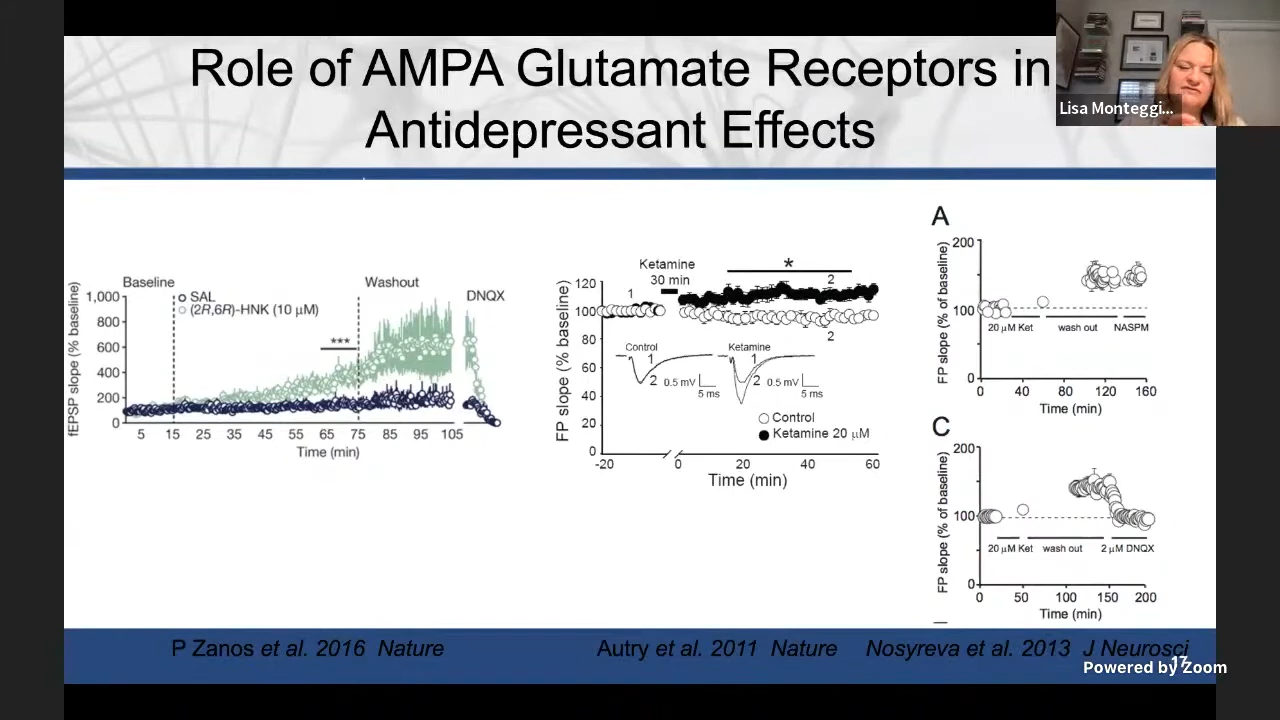 Role of AMPA Glutamate Receptors in
Antidepressant Effects
Lisa Monteggi...
Baseline
Washout
DNQX
SAL
(2R,6R)-HNK (10 μM)
***
fEPSP slope (% baseline)
1,000
800
600
400
200
0
5 15 25 35 45 55 65 75 85 95 105
Time (min)
Ketamine
30 min
*
1
2
2
FP slope (% baseline)
120
100
80
60
40
20
0
Control
1
2
0.5 mV
5 ms
Ketamine
1
2
0.5 mV
5 ms
Control
Ketamine 20 μM
-20 0 20 40 60
Time (min)
A
FP slope (% of baseline)
200
100
0
20 μM Ket wash out NASPM
0 40 80 120 160
Time (min)
C
FP slope (% of baseline)
200
100
0
20 μM Ket wash out 2 μM DNQX
0 50 100 150 200
Time (min)
P Zanos et al. 2016 Nature
Autry et al. 2011 Nature
Nosyreva et al. 2013 J Neurosci
17
Powered by Zoom